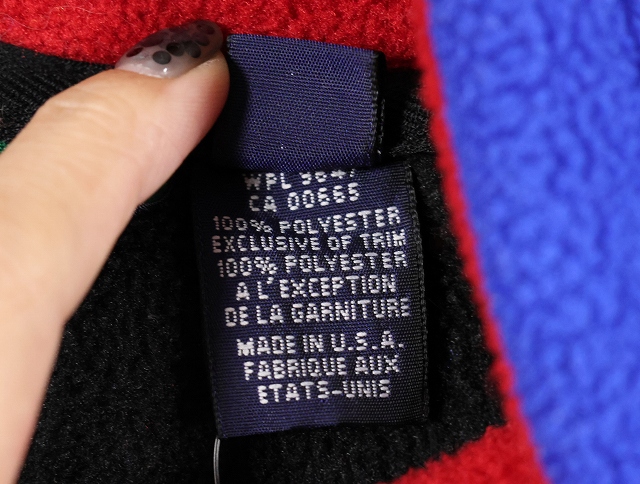 WPL
CA 00665
100% POLYESTER
EXCLUSIVE OF TRIM
100% POLYESTER
A L'EXCEPTION
DE LA GARNITURE
MADE IN U.S.A.
FABRIQUE AUX
ETATS-UNIS